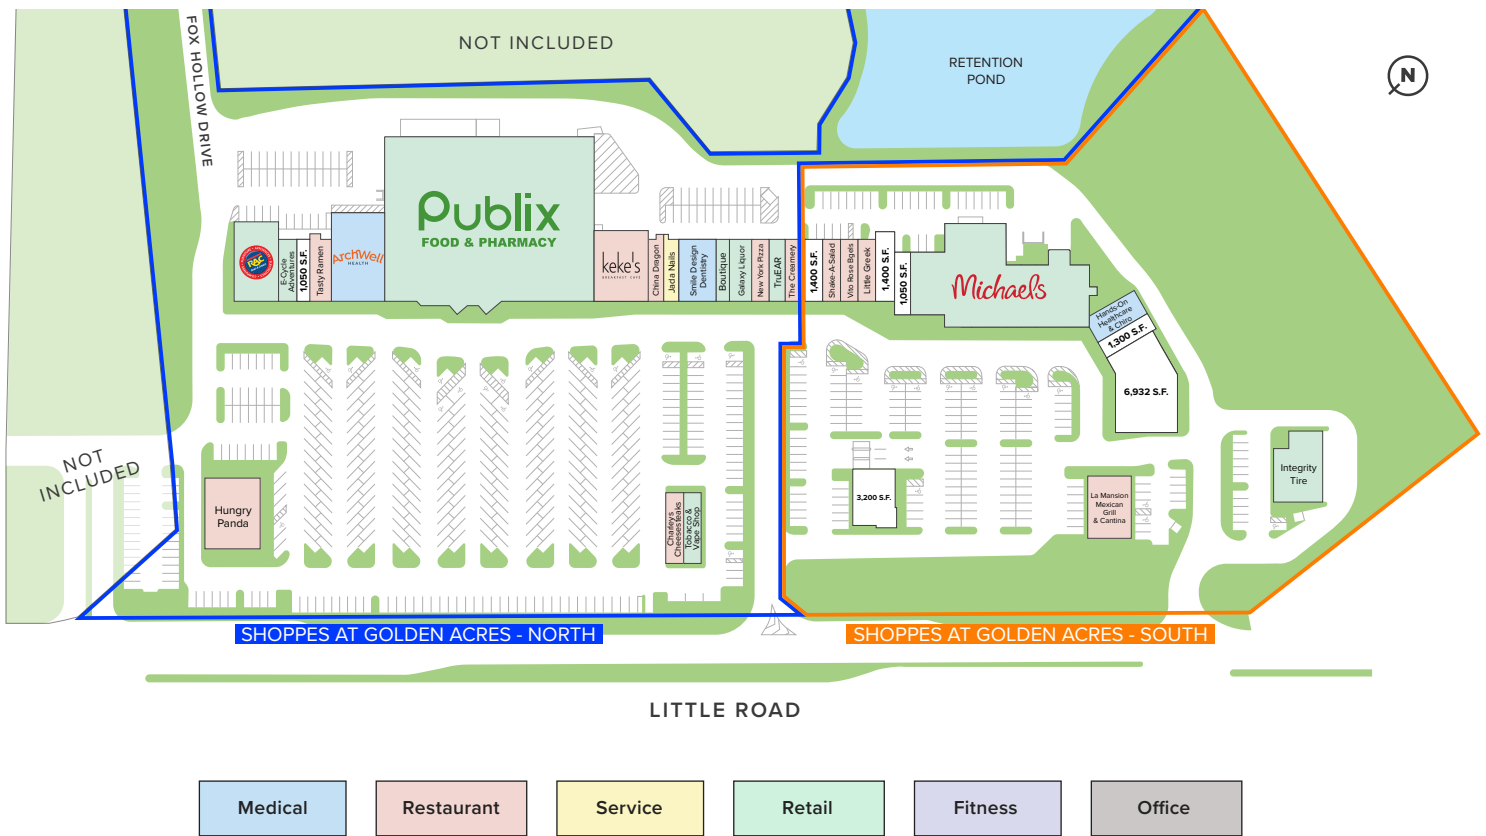 NOT INCLUDED
RETENTION
POND
N
FOX HOLLOW DRIVE
Publix
FOOD & PHARMACY
RAC
E-Cycle
Adventures
1,050 S.F.
Tasty Ramen
ArchWell
HEALTH
keke's
BREAKFAST CAFE
China Dragon
Jada Nails
Smile Design
Dentistry
Boutique
Galaxy Liquor
New York Pizza
TruEAR
The Creamery
1,400 S.F.
Shake-A-Salad
Vito Rose Bgels
Little Greek
1,400 S.F.
1,050 S.F.
Michaels
Hands-On
Healthcare
& Chiro
1,300 S.F.
6,932 S.F.
NOT
INCLUDED
Hungry
Panda
Charleys
Cheesesteaks
Tobacco &
Vape Shop
3,200 S.F.
La Mansion
Mexican
Grill
& Cantina
Integrity
Tire
SHOPPES AT GOLDEN ACRES - NORTH
SHOPPES AT GOLDEN ACRES - SOUTH
LITTLE ROAD
Medical
Restaurant
Service
Retail
Fitness
Office